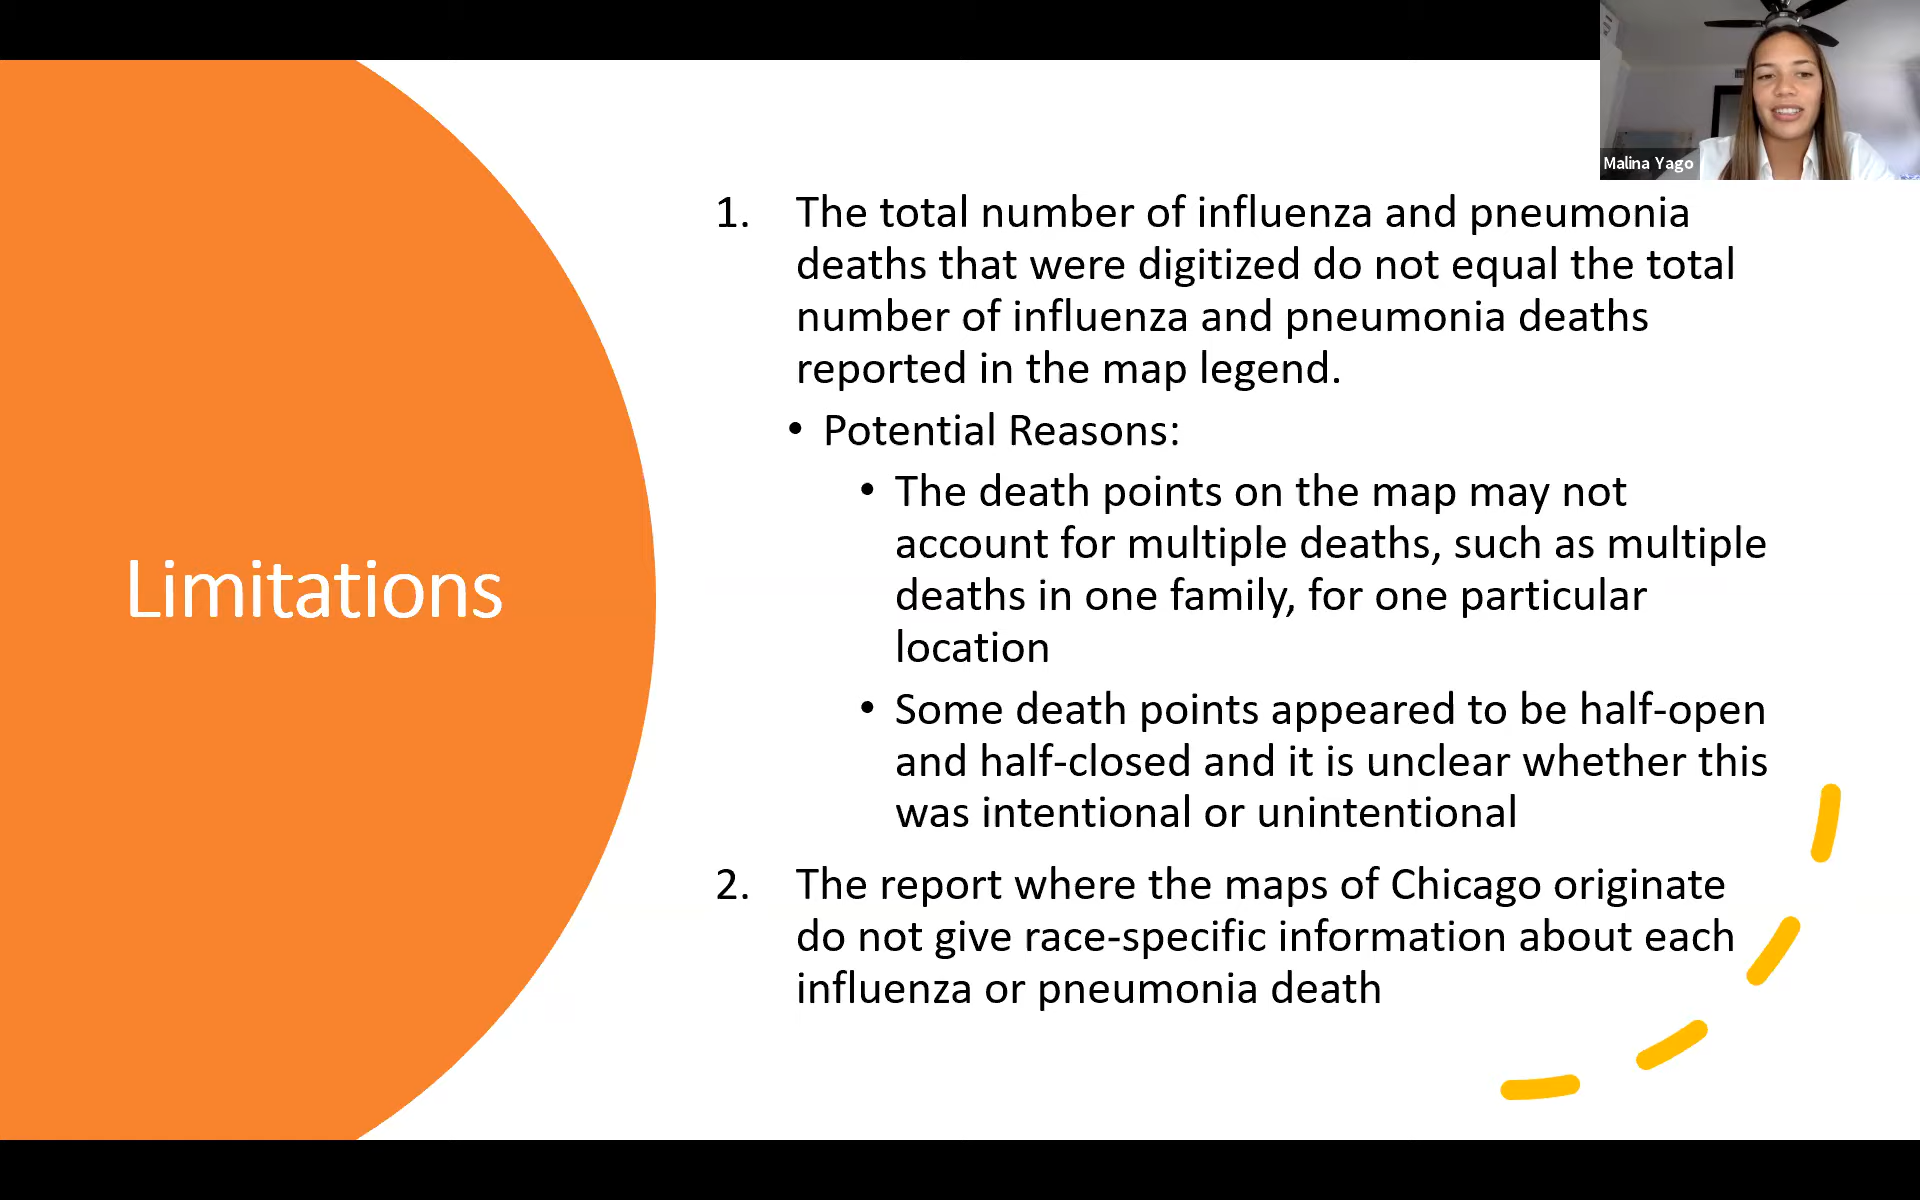 Malina Yago
Limitations
1. The total number of influenza and pneumonia
deaths that were digitized do not equal the total
number of influenza and pneumonia deaths
reported in the map legend.
• Potential Reasons:
• The death points on the map may not
account for multiple deaths, such as multiple
deaths in one family, for one particular
location
• Some death points appeared to be half-open
and half-closed and it is unclear whether this
was intentional or unintentional
2. The report where the maps of Chicago originate
do not give race-specific information about each
influenza or pneumonia death